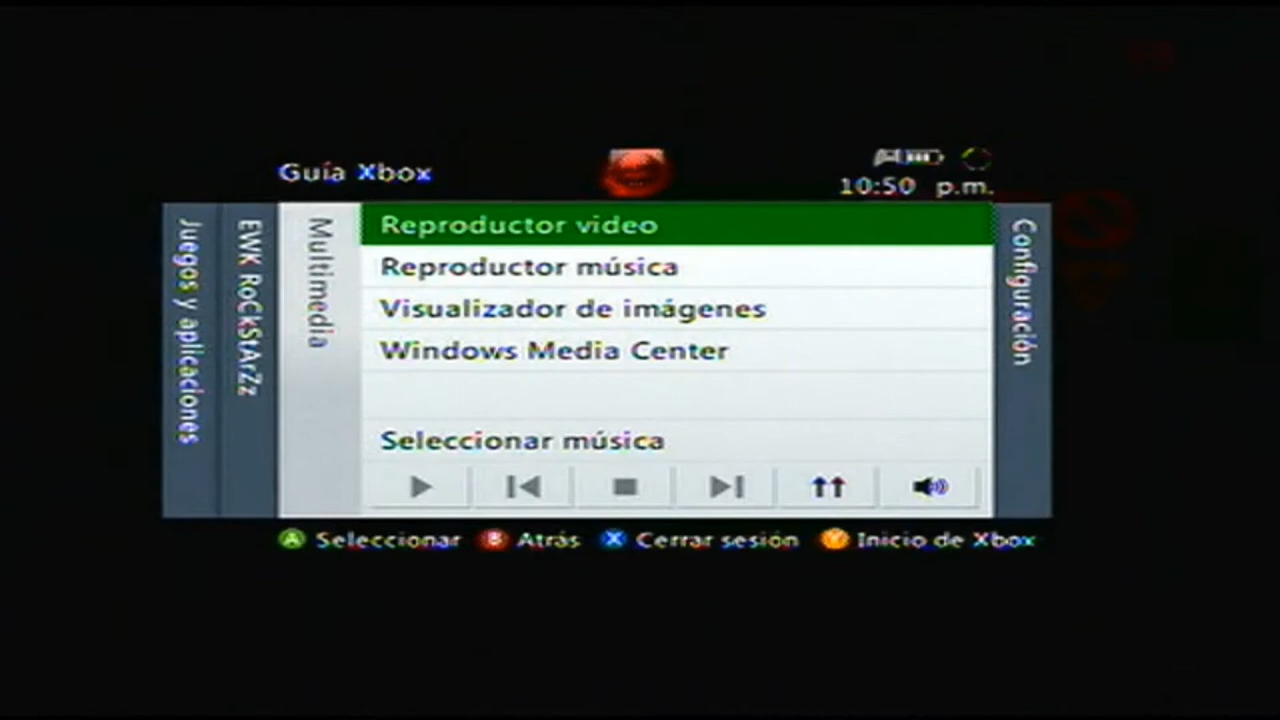 Guía Xbox
10:50 p.m.
Juegos y aplicaciones
EWK RoCkStArZz
Multimedia
Reproductor video
Reproductor música
Visualizador de imágenes
Windows Media Center
Seleccionar música
Configuración
A Seleccionar B Atrás X Cerrar sesión Y Inicio de Xbox